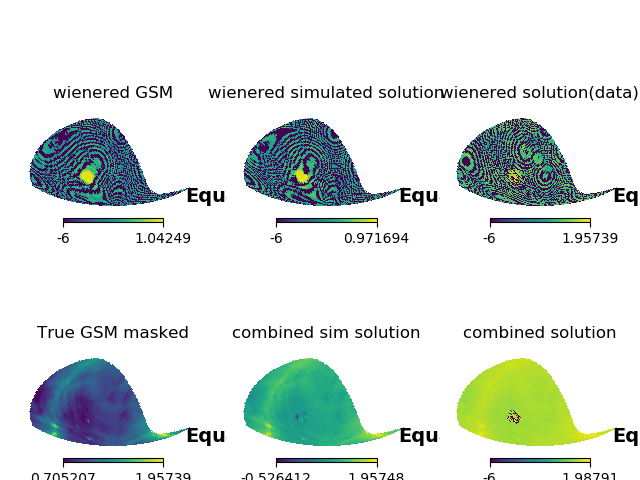 wienered GSM
wienered simulated solution
wienered solution(data)
Equ
Equ
Eq
-6 1.04249
-6 0.971694
-6 1.95739
True GSM masked
combined sim solution
combined solution
Equ
Equ
Eq
0.705207 1.95739
-0.526412 1.95748
-6 1.98791